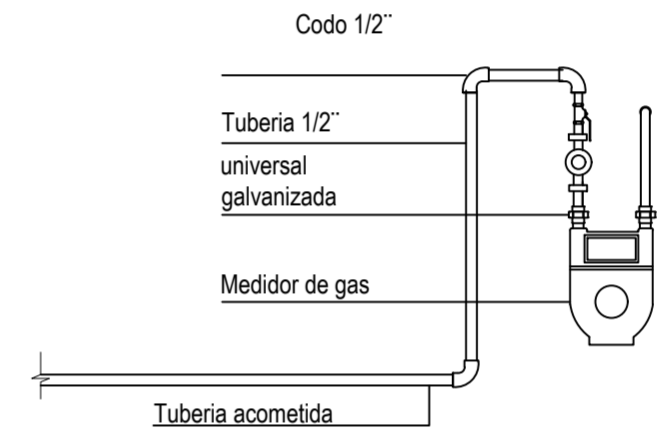 Codo 1/2¨
Tuberia 1/2¨
universal
galvanizada
Medidor de gas
Tuberia acometida